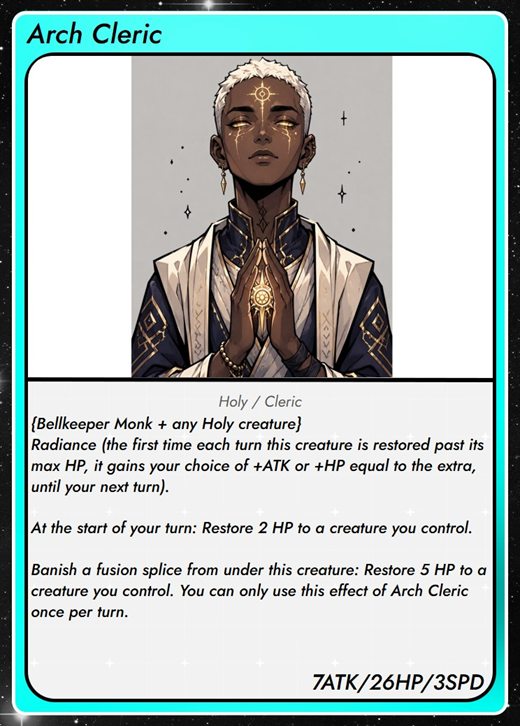 Arch Cleric
Holy / Cleric
{Bellkeeper Monk + any Holy creature}
Radiance (the first time each turn this creature is restored past its
max HP, it gains your choice of +ATK or +HP equal to the extra,
until your next turn).
At the start of your turn: Restore 2 HP to a creature you control.
Banish a fusion splice from under this creature: Restore 5 HP to a
creature you control. You can only use this effect of Arch Cleric
once per turn.
7ATK/26HP/3SPD